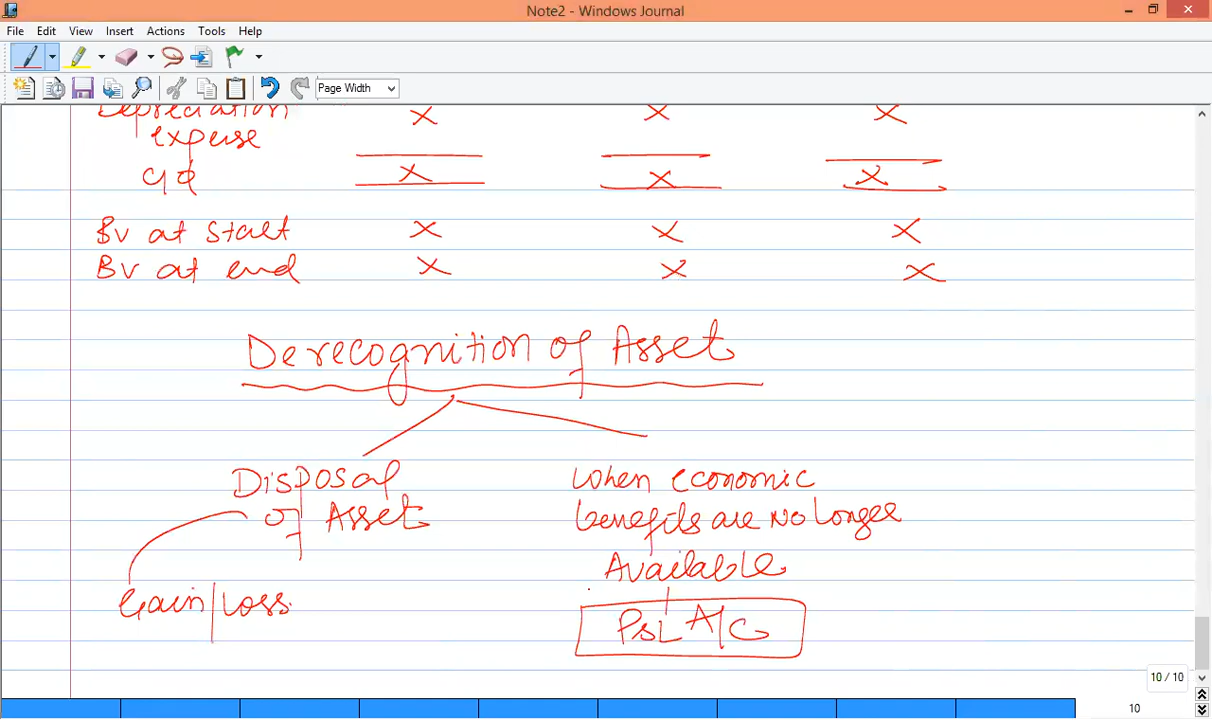 Note2 - Windows Journal
File Edit View Insert Actions Tools Help
Page Width
Depreciation X X X
expense
c/d X X X
BV at start X X X
BV at end X X X
Derecognition of Asset
Disposal
of Asset
When economic
benefits are No Longer
Available
Gain/Loss
P&L A/C
10 / 10
10